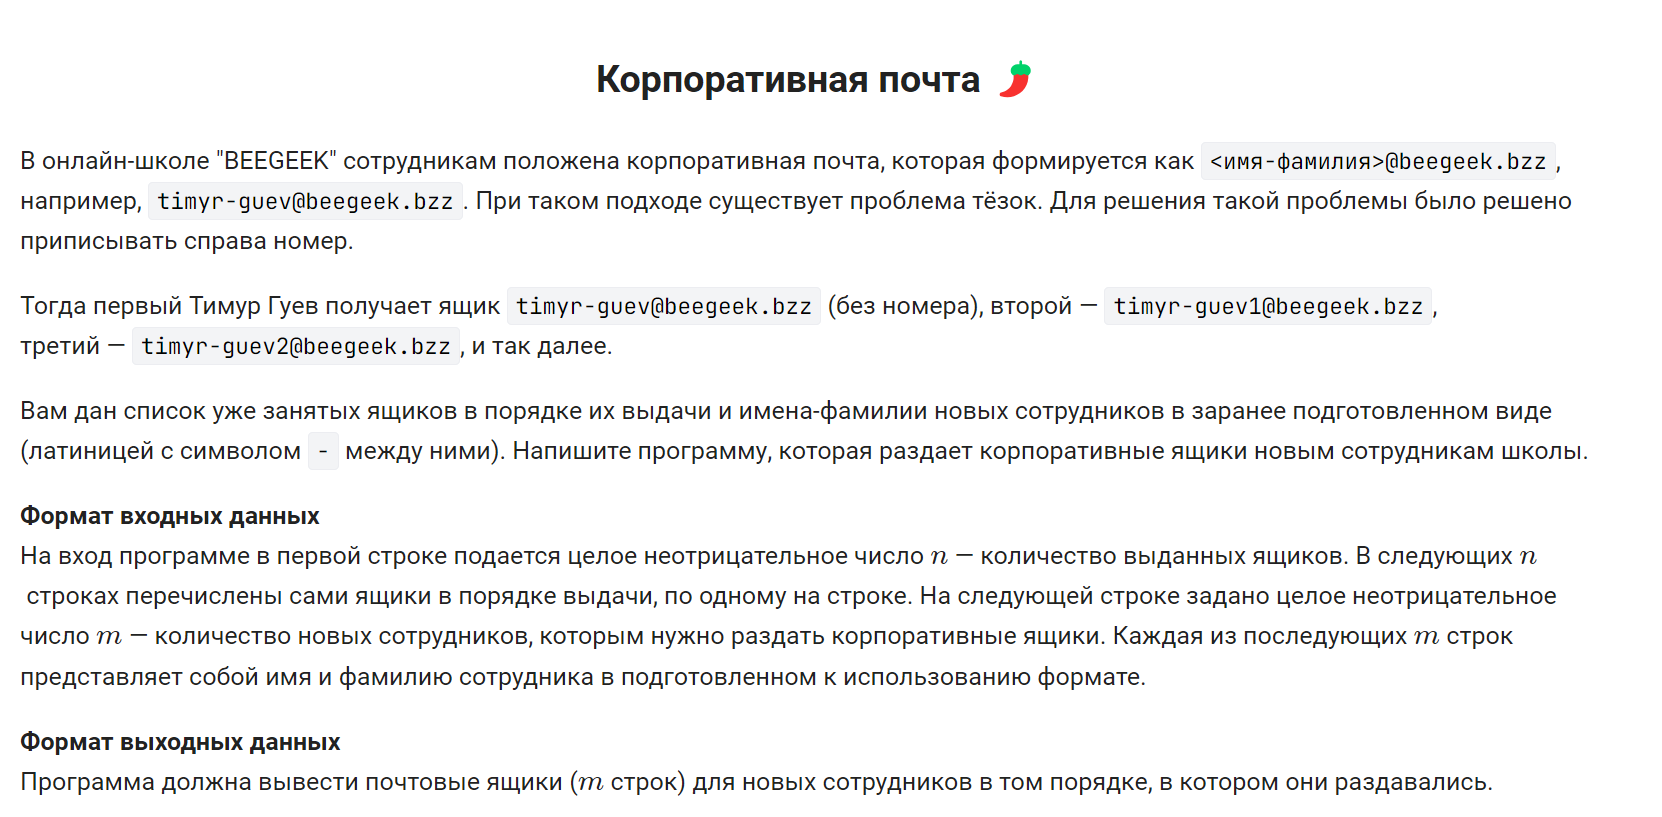 Корпоративная почта
В онлайн-школе "BEEGEEK" сотрудникам положена корпоративная почта, которая формируется как <имя-фамилия>@beegeek.bzz,
например, timyr-guev@beegeek.bzz. При таком подходе существует проблема тёзок. Для решения такой проблемы было решено
приписывать справа номер.
Тогда первый Тимур Гуев получает ящик timyr-guev@beegeek.bzz (без номера), второй — timyr-guev1@beegeek.bzz,
третий — timyr-guev2@beegeek.bzz, и так далее.
Вам дан список уже занятых ящиков в порядке их выдачи и имена-фамилии новых сотрудников в заранее подготовленном виде
(латиницей с символом - между ними). Напишите программу, которая раздает корпоративные ящики новым сотрудникам школы.
Формат входных данных
На вход программе в первой строке подается целое неотрицательное число n — количество выданных ящиков. В следующих n
строках перечислены сами ящики в порядке выдачи, по одному на строке. На следующей строке задано целое неотрицательное
число m — количество новых сотрудников, которым нужно раздать корпоративные ящики. Каждая из последующих m строк
представляет собой имя и фамилию сотрудника в подготовленном к использованию формате.
Формат выходных данных
Программа должна вывести почтовые ящики (m строк) для новых сотрудников в том порядке, в котором они раздавались.